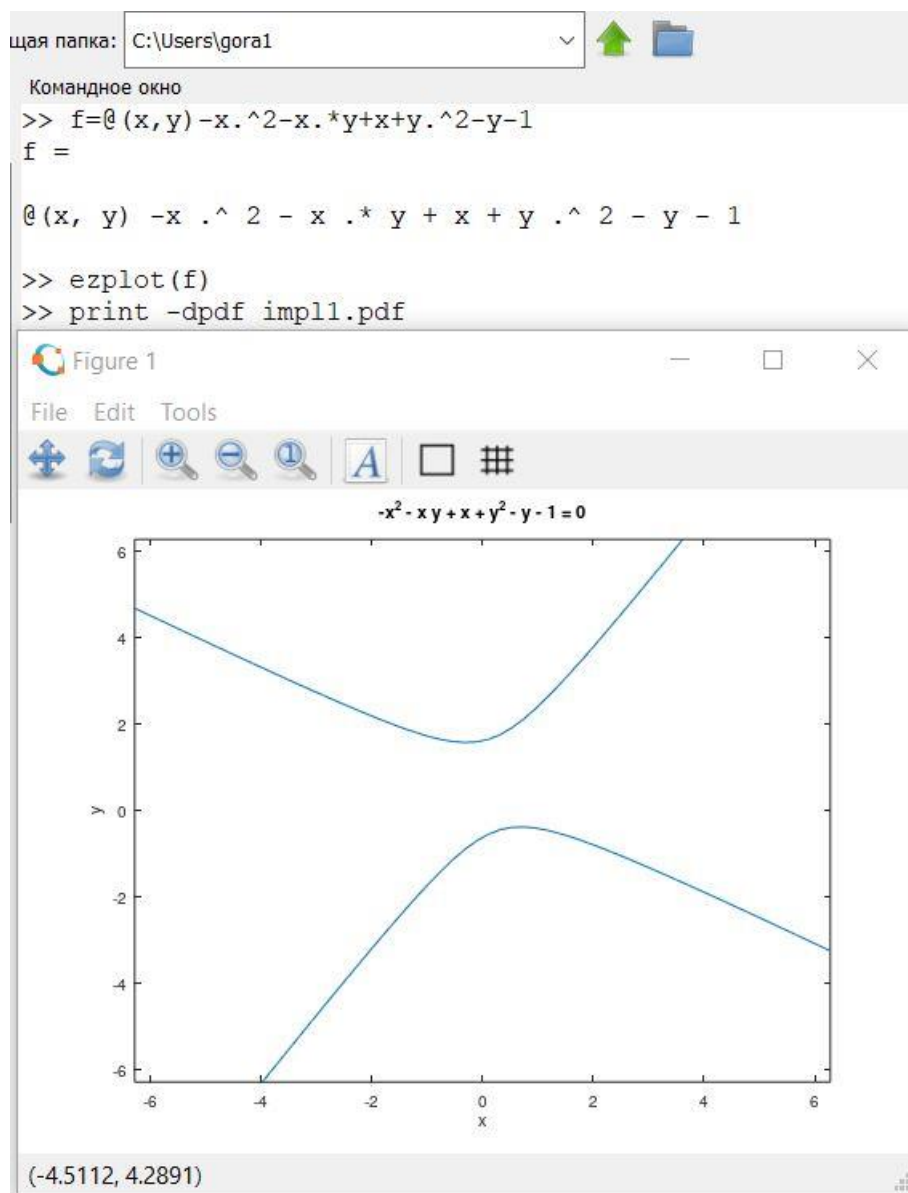 щая папка: C:\Users\gora1
Командное окно
>> f=@(x,y)-x.^2-x.*y+x+y.^2-y-1
f =
@(x, y) -x .^ 2 - x .* y + x + y .^ 2 - y - 1
>> ezplot(f)
>> print -dpdf impl1.pdf
Figure 1
File Edit Tools
A
-x² - x y + x + y² - y - 1 = 0
6
4
2
y 0
-2
-4
-6
-6 -4 -2 0 2 4 6
x
(-4.5112, 4.2891)